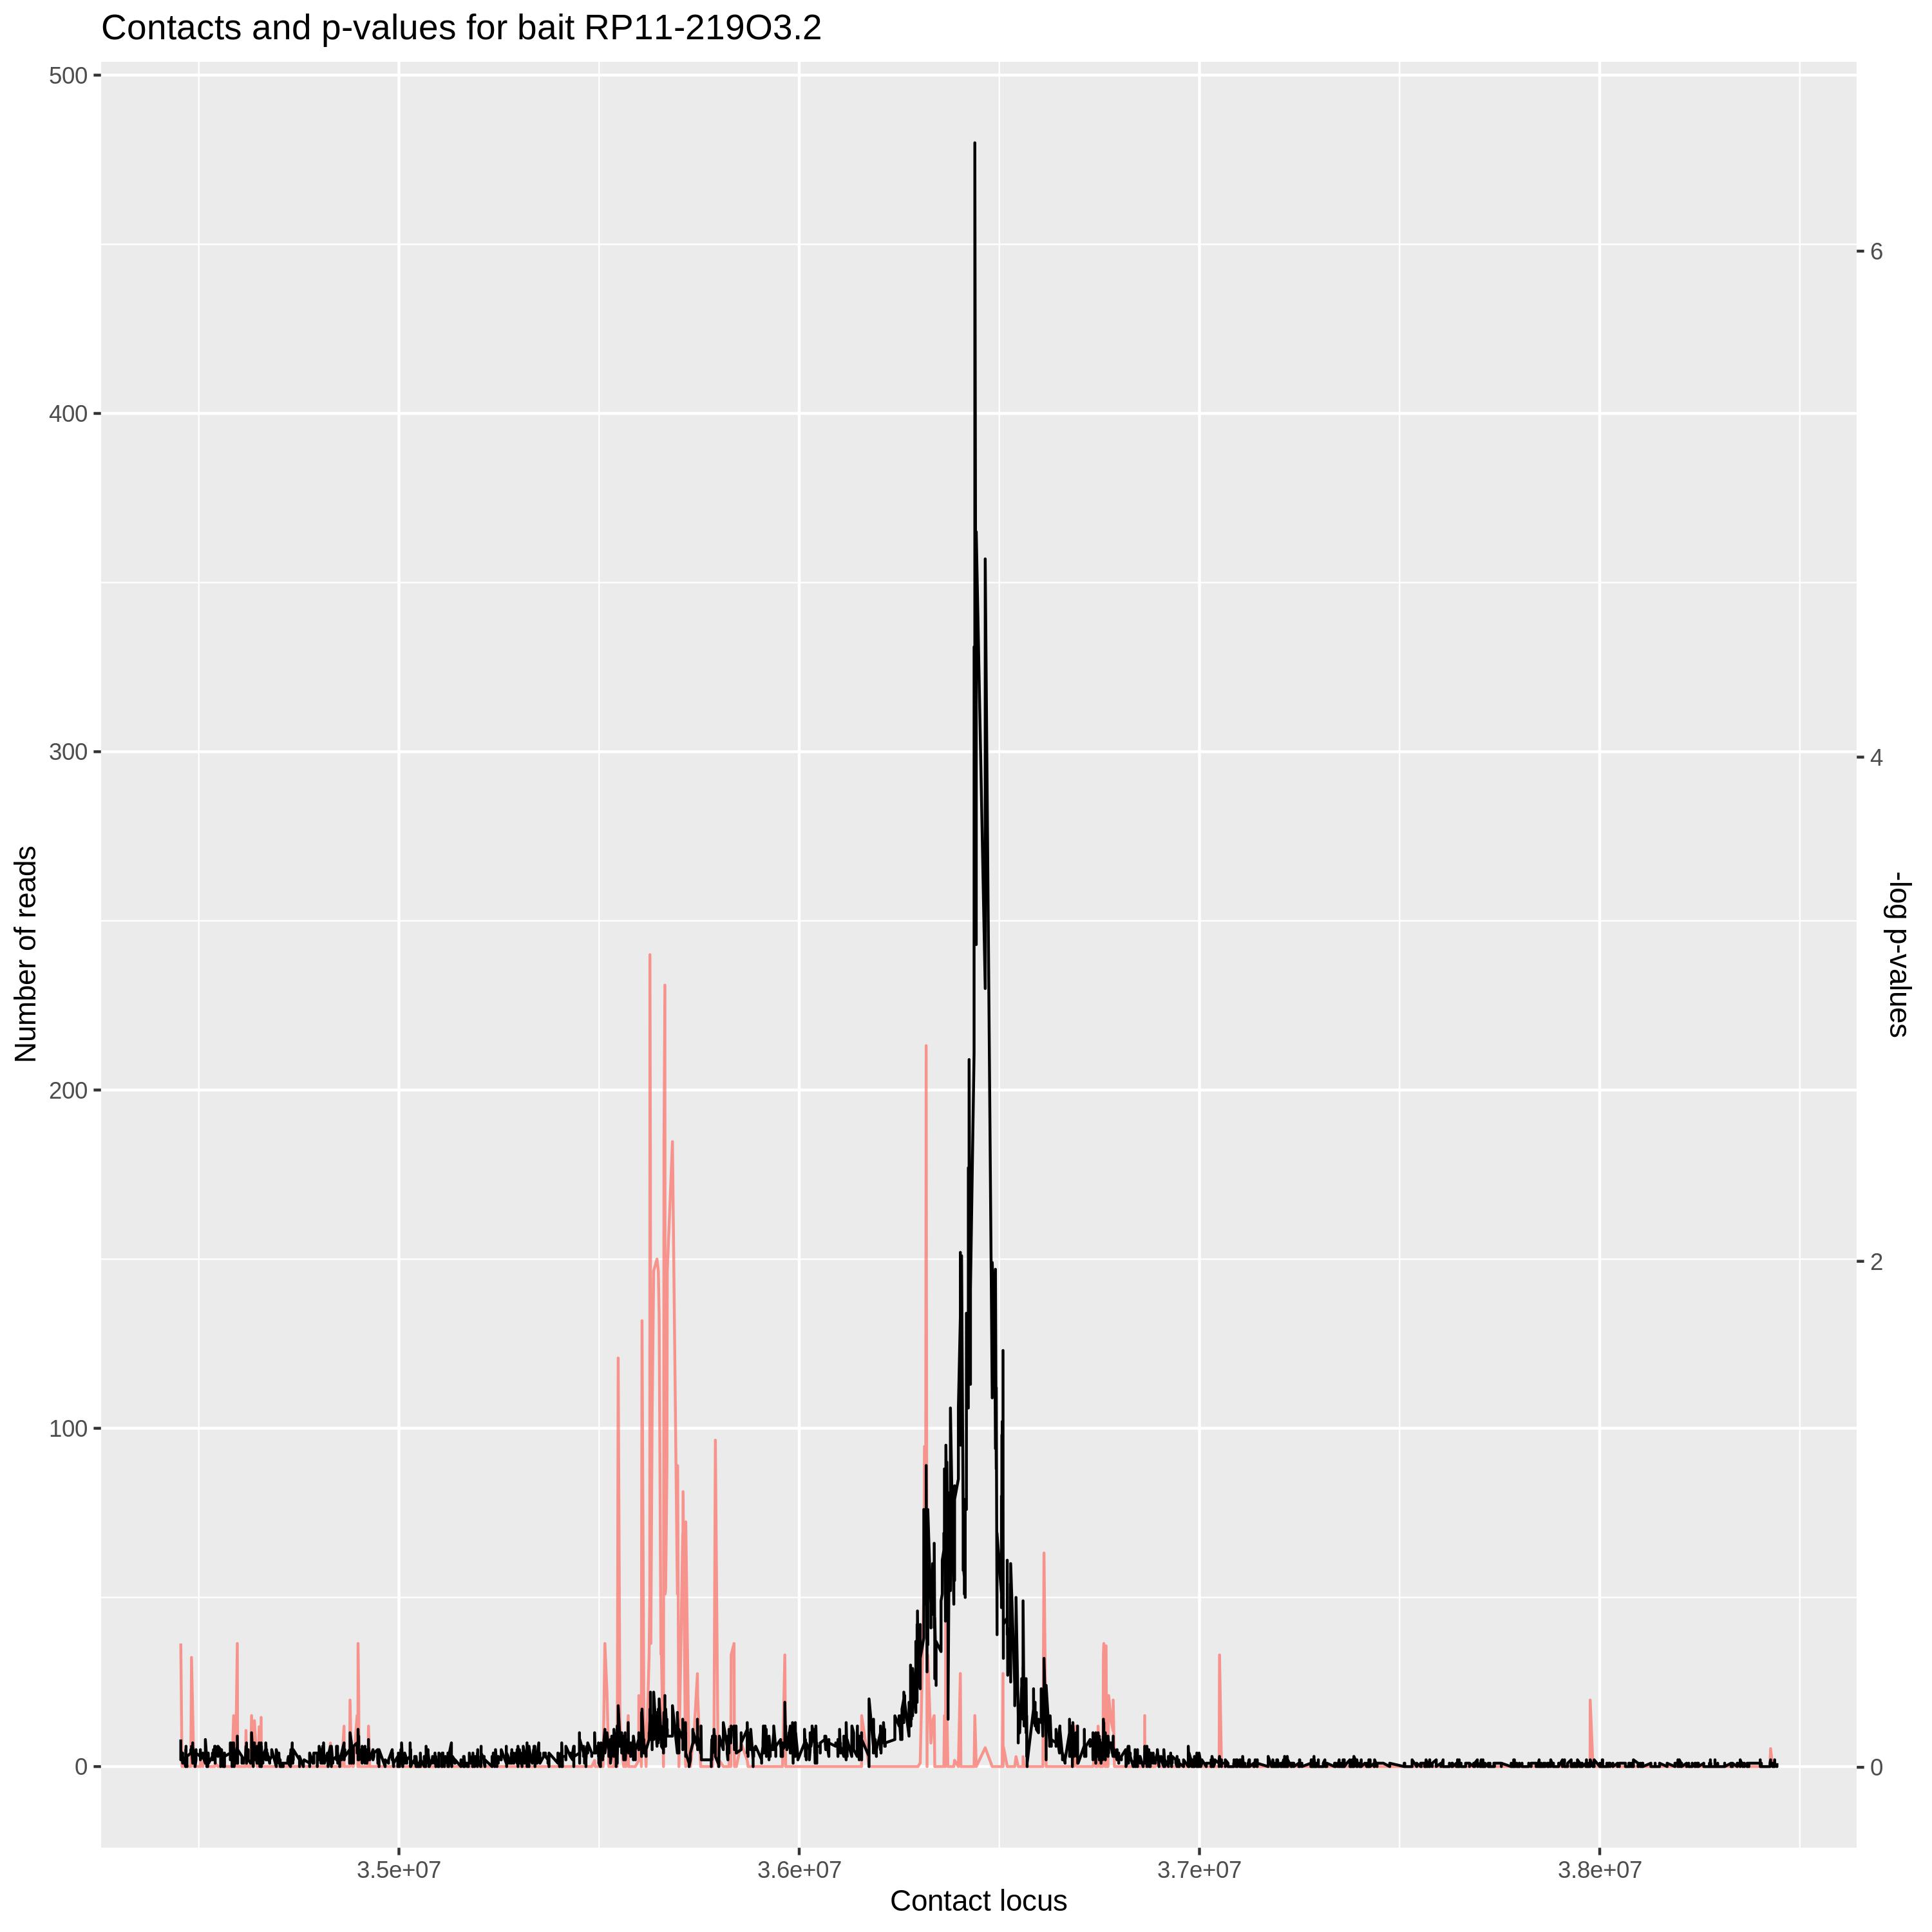 Contacts and p-values for bait RP11-219O3.2
500
400
300
200
100
0
Number of reads
6
4
2
0
-log p-values
3.5e+07
3.6e+07
3.7e+07
3.8e+07
Contact locus